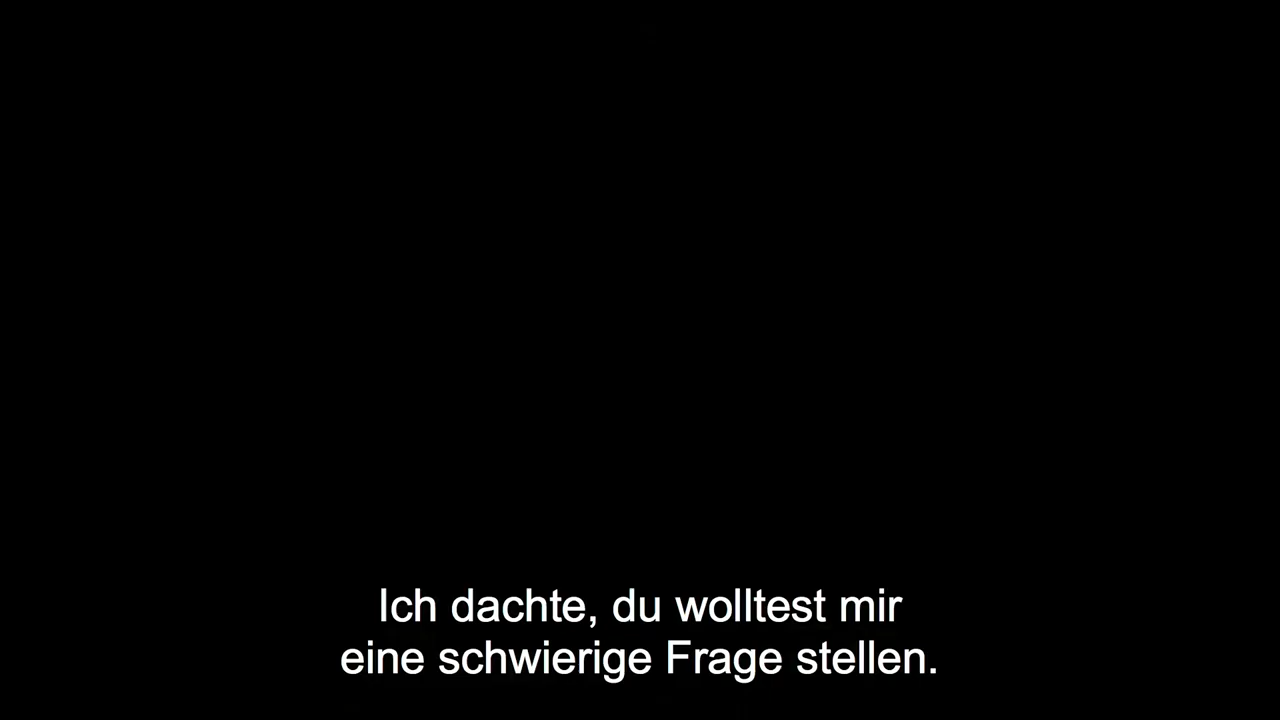 Ich dachte, du wolltest mir
eine schwierige Frage stellen.